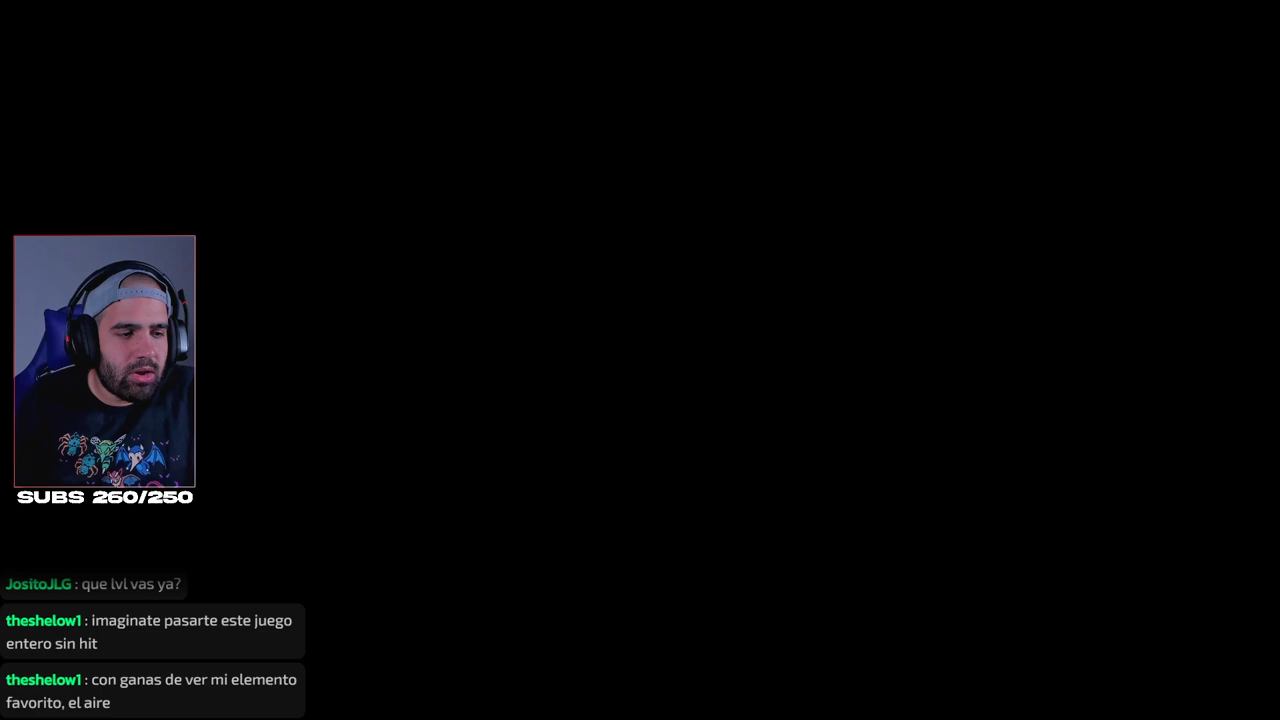 SUBS 260/250
JositoJLG : que lvl vas ya?
theshelow1 : imaginate pasarte este juego
entero sin hit
theshelow1 : con ganas de ver mi elemento
favorito, el aire